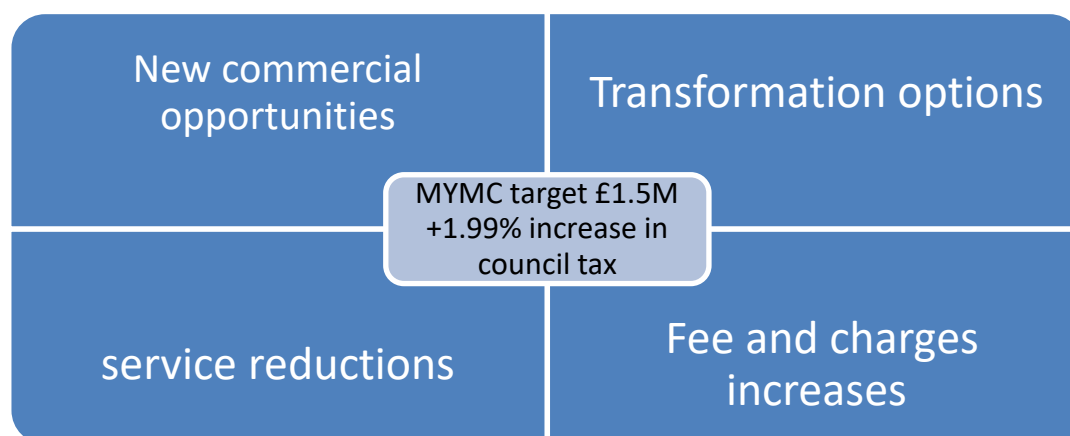 New commercial
opportunities
Transformation options
MYMC target £1.5M
+1.99% increase in
council tax
service reductions
Fee and charges
increases